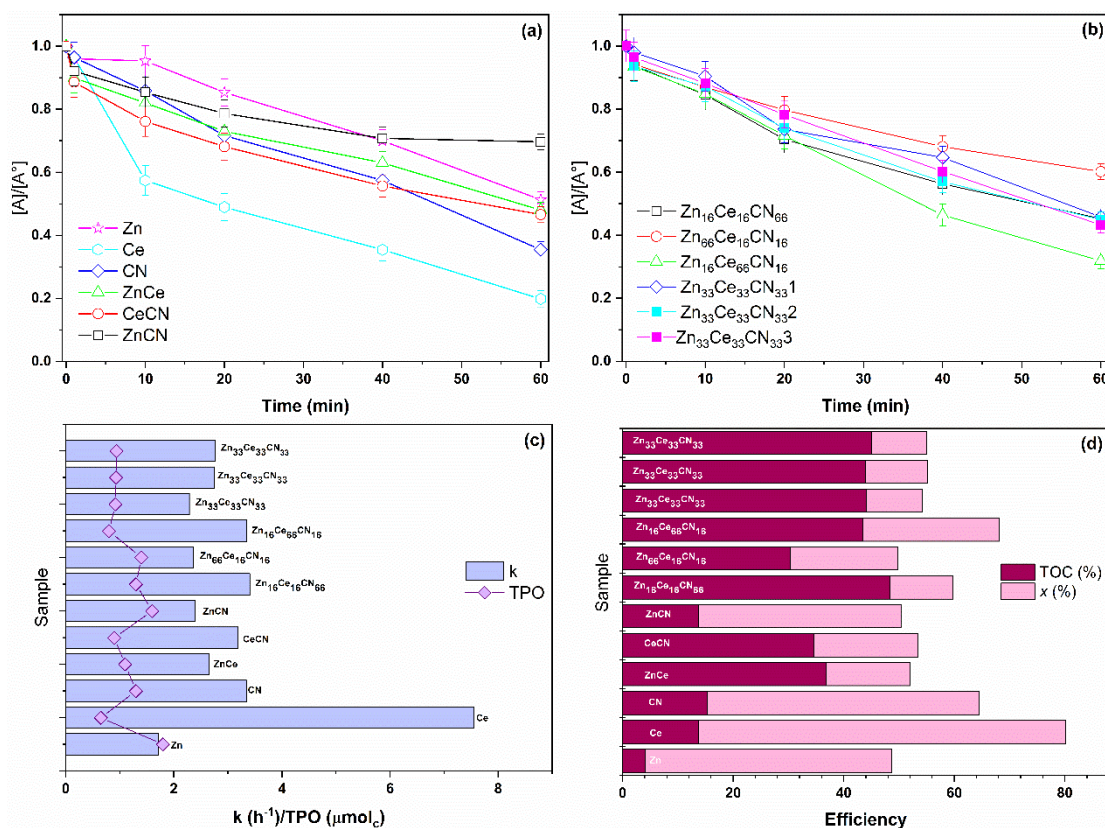 (a)
[A]/[A°]
1.0
0.8
0.6
0.4
0.2
0.0
Zn
Ce
CN
ZnCe
CeCN
ZnCN
0 10 20 30 40 50 60
Time (min)
(b)
[A]/[A°]
1.0
0.8
0.6
0.4
0.2
0.0
Zn₁₆Ce₁₆CN₆₆
Zn₆₆Ce₁₆CN₁₆
Zn₁₆Ce₆₆CN₁₆
Zn₃₃Ce₃₃CN₃₃1
Zn₃₃Ce₃₃CN₃₃2
Zn₃₃Ce₃₃CN₃₃3
0 10 20 30 40 50 60
Time (min)
(c)
Sample
Zn₃₃Ce₃₃CN₃₃
Zn₃₃Ce₃₃CN₃₃
Zn₃₃Ce₃₃CN₃₃
Zn₁₆Ce₆₆CN₁₆
Zn₆₆Ce₁₆CN₁₆
Zn₁₆Ce₁₆CN₆₆
ZnCN
CeCN
ZnCe
CN
Ce
Zn
k
TPO
0 2 4 6 8
k (h⁻¹)/TPO (μmol꜀)
(d)
Sample
Zn₃₃Ce₃₃CN₃₃
Zn₃₃Ce₃₃CN₃₃
Zn₃₃Ce₃₃CN₃₃
Zn₁₆Ce₆₆CN₁₆
Zn₆₆Ce₁₆CN₁₆
Zn₁₆Ce₁₆CN₆₆
ZnCN
CeCN
ZnCe
CN
Ce
Zn
TOC (%)
x (%)
0 20 40 60 80
Efficiency